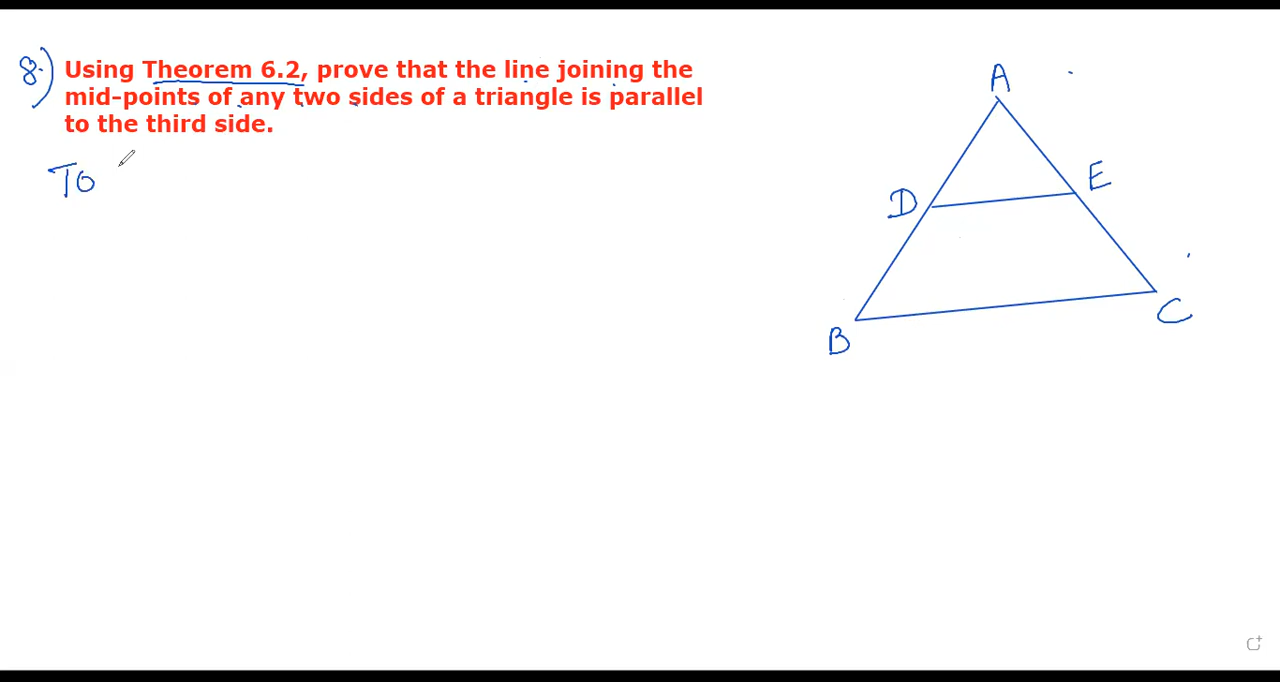 8.) Using Theorem 6.2, prove that the line joining the
mid-points of any two sides of a triangle is parallel
to the third side.
To
A
D
E
B
C